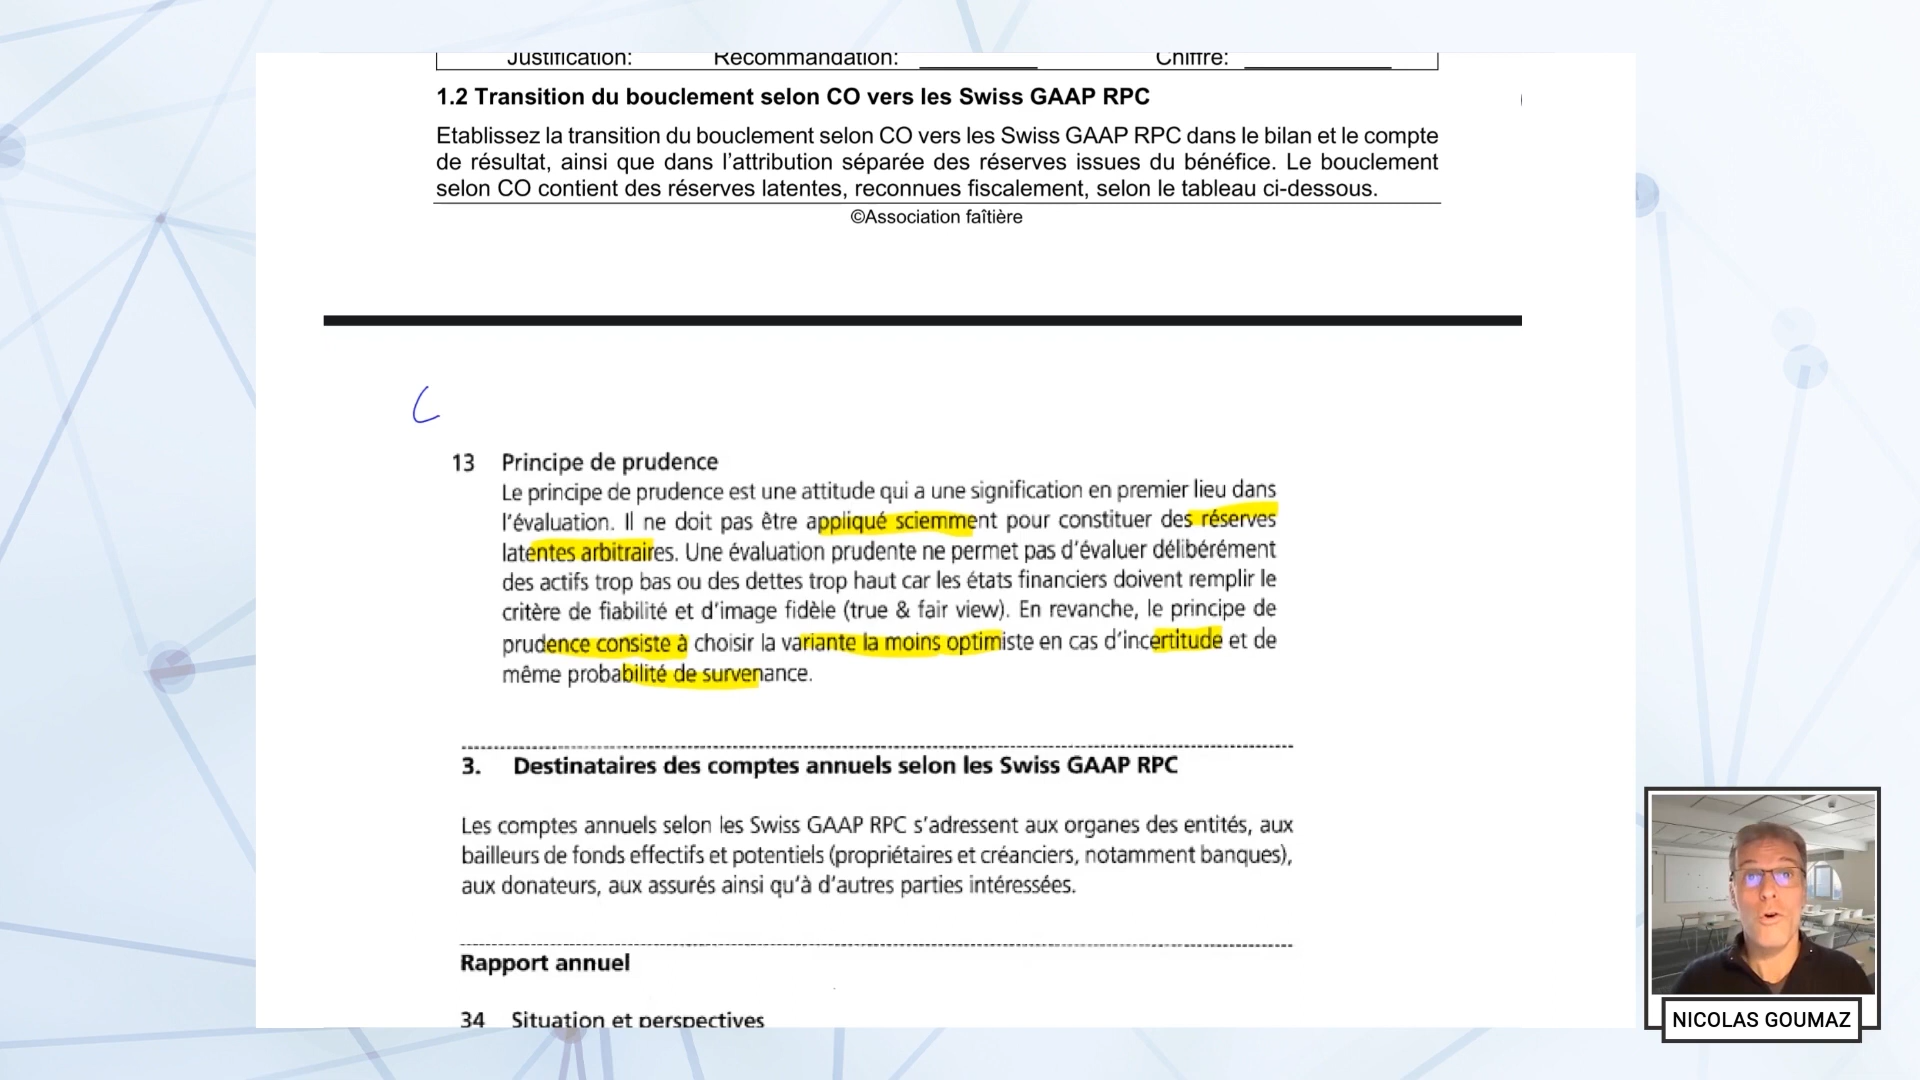 Justification: Recommandation: Chiffre:
1.2 Transition du bouclement selon CO vers les Swiss GAAP RPC
Etablissez la transition du bouclement selon CO vers les Swiss GAAP RPC dans le bilan et le compte
de résultat, ainsi que dans l’attribution séparée des réserves issues du bénéfice. Le bouclement
selon CO contient des réserves latentes, reconnues fiscalement, selon le tableau ci-dessous.
©Association faîtière
13 Principe de prudence
Le principe de prudence est une attitude qui a une signification en premier lieu dans
l’évaluation. Il ne doit pas être appliqué sciemment pour constituer des réserves
latentes arbitraires. Une évaluation prudente ne permet pas d’évaluer délibérément
des actifs trop bas ou des dettes trop haut car les états financiers doivent remplir le
critère de fiabilité et d’image fidèle (true & fair view). En revanche, le principe de
prudence consiste à choisir la variante la moins optimiste en cas d’incertitude et de
même probabilité de survenance.
3. Destinataires des comptes annuels selon les Swiss GAAP RPC
Les comptes annuels selon les Swiss GAAP RPC s’adressent aux organes des entités, aux
bailleurs de fonds effectifs et potentiels (propriétaires et créanciers, notamment banques),
aux donateurs, aux assurés ainsi qu’à d’autres parties intéressées.
Rapport annuel
34 Situation et perspectives
NICOLAS GOUMAZ